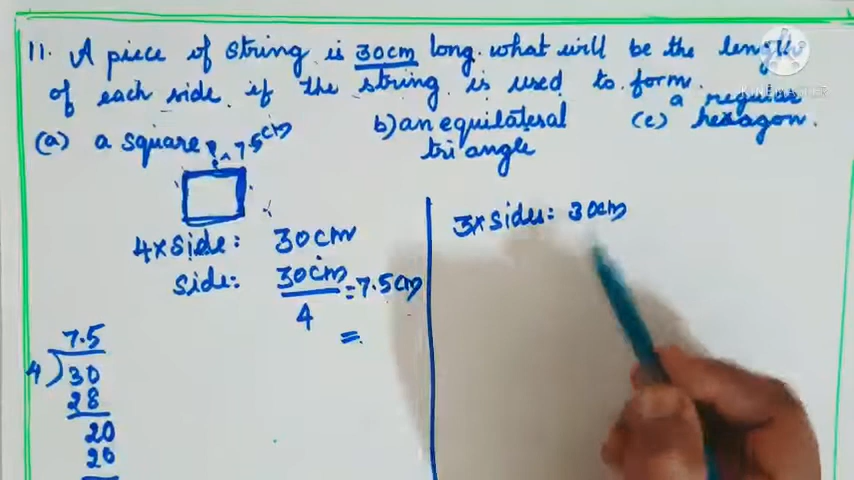 11. A piece of string is 30cm long. what will be the length
of each side if the string is used to form
(a) a square
b) an equilateral
triangle
(c) a regular
hexagon.
7.5cm
4×side: 30cm
side: 30cm/4 = 7.5cm
=
7.5
4)30
28
20
20
3×sides: 30cm
KINEMASTER